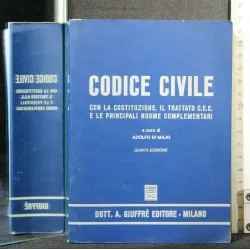 CODICE CIVILE
CON LA COSTITUZIONE, IL TRATTATO C.E.E.
E LE PRINCIPALI NORME COMPLEMENTARI
a cura di
ADOLFO DI MAJO
QUINTA EDIZIONE
DOTT. A. GIUFFRÈ EDITORE - MILANO
CODICE CIVILE
GIUFFRÈ